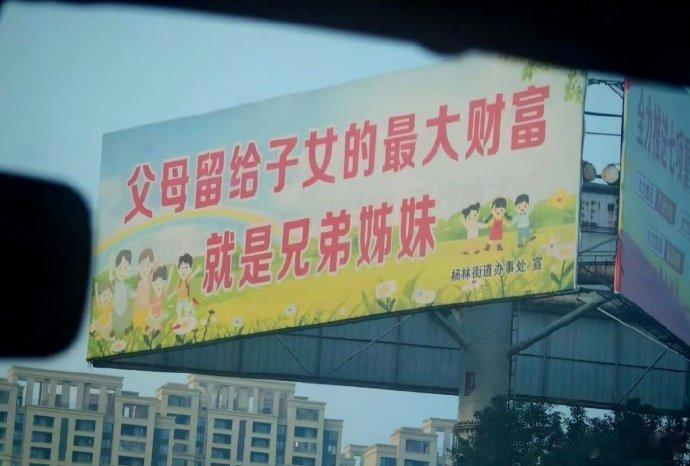 父母留给子女的最大财富
就是兄弟姊妹
杨林街道办事处 宣